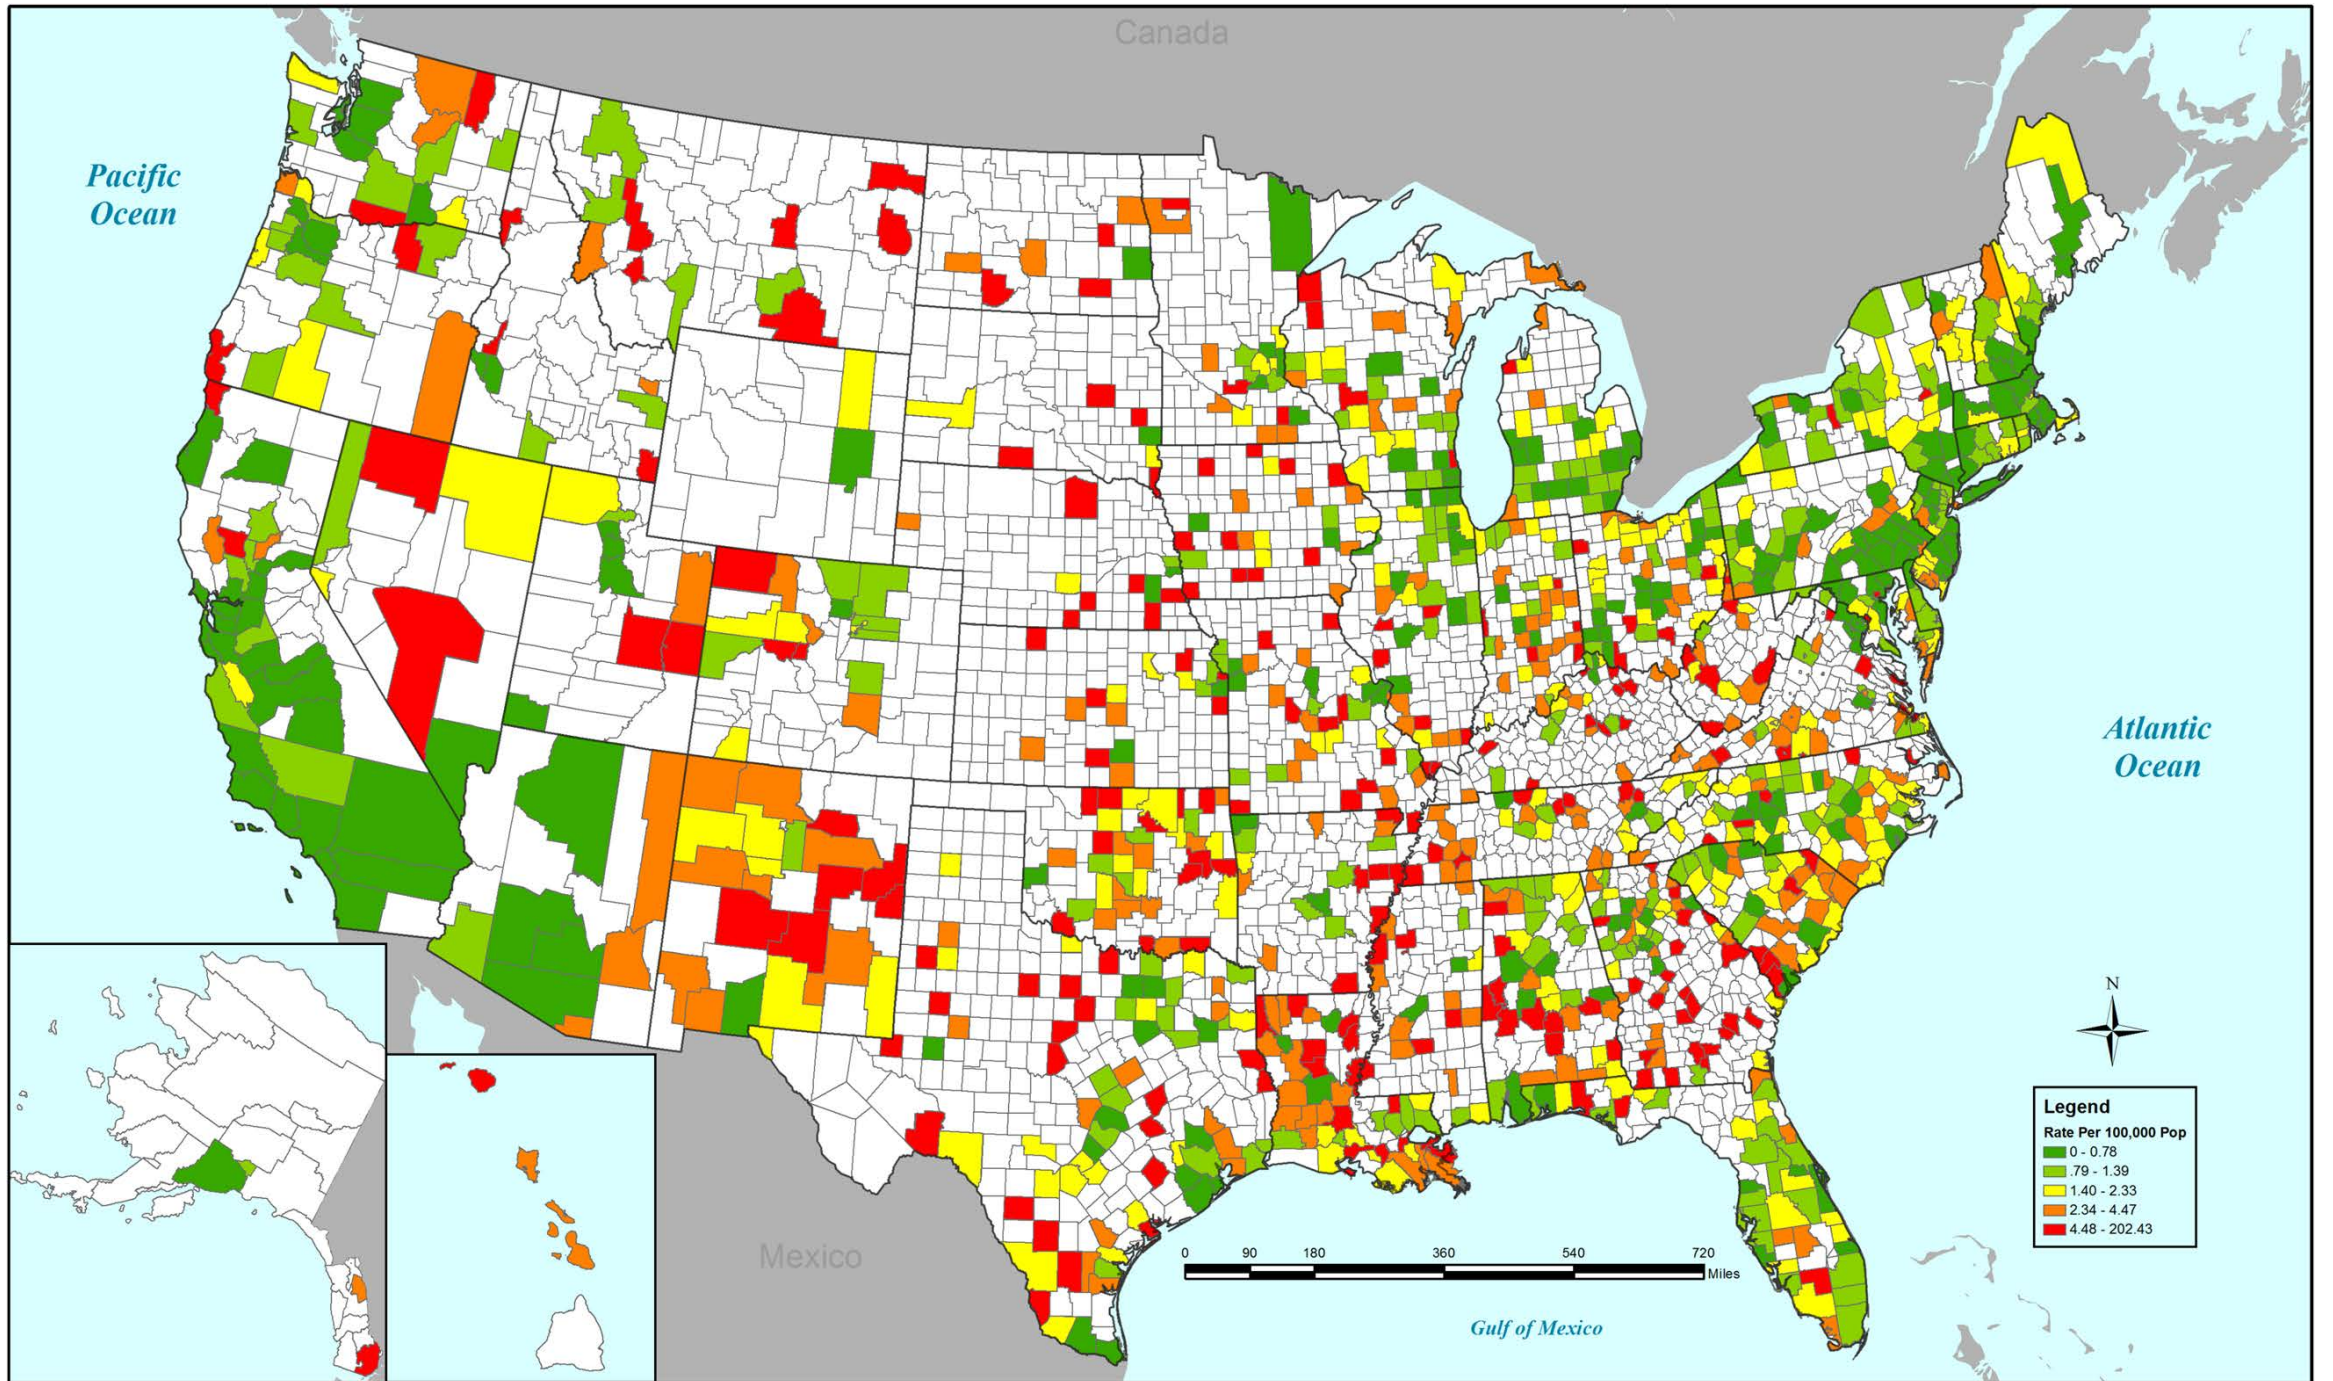 Canada
Pacific
Ocean
Atlantic
Ocean
N
Legend
Rate Per 100,000 Pop
0 - 0.78
.79 - 1.39
1.40 - 2.33
2.34 - 4.47
4.48 - 202.43
Mexico
0 90 180 360 540 720
Miles
Gulf of Mexico